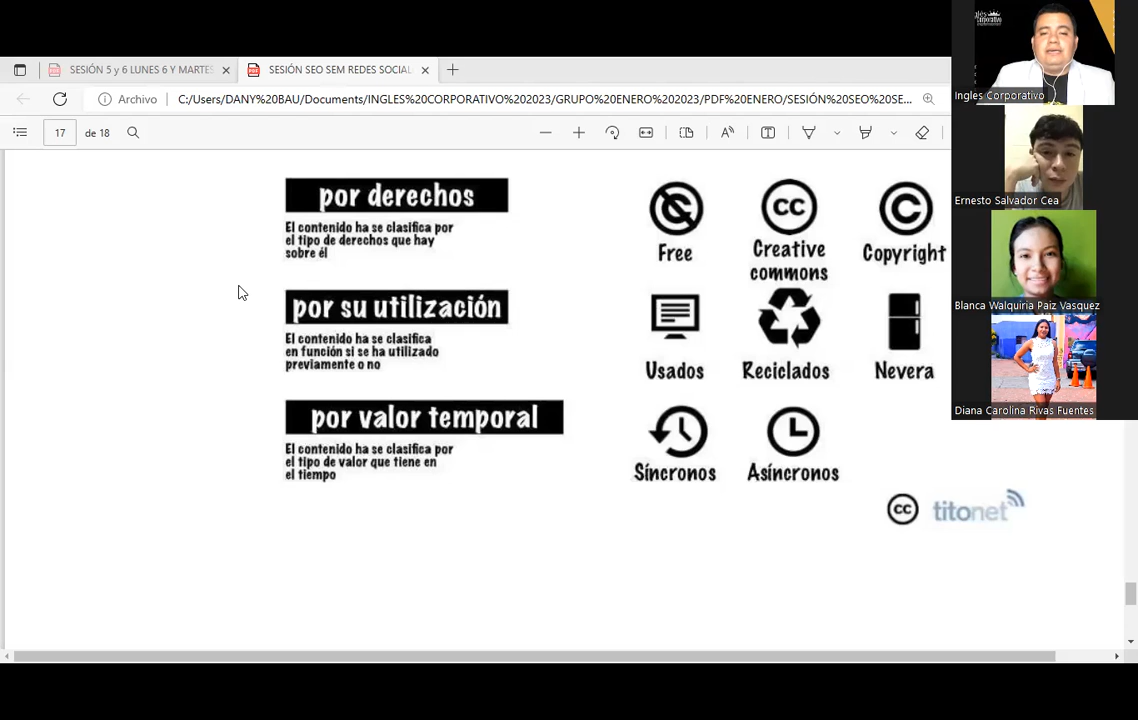 SESIÓN 5 y 6 LUNES 6 Y MARTES
SESIÓN SEO SEM REDES SOCIAL
Archivo
C:/Users/DANY%20BAU/Documents/INGLES%20CORPORATIVO%202023/GRUPO%20ENERO%202023/PDF%20ENERO/SESIÓN%20SEO%20SE...
17 de 18
por derechos
El contenido ha se clasifica por
el tipo de derechos que hay
sobre él
Free
Creative
commons
Copyright
por su utilización
El contenido ha se clasifica
en función si se ha utilizado
previamente o no
Usados
Reciclados
Nevera
por valor temporal
El contenido ha se clasifica por
el tipo de valor que tiene en
el tiempo
Síncronos
Asíncronos
cc titonet
Ingles Corporativo
Ernesto Salvador Cea
Blanca Walquiria Paiz Vasquez
Diana Carolina Rivas Fuentes